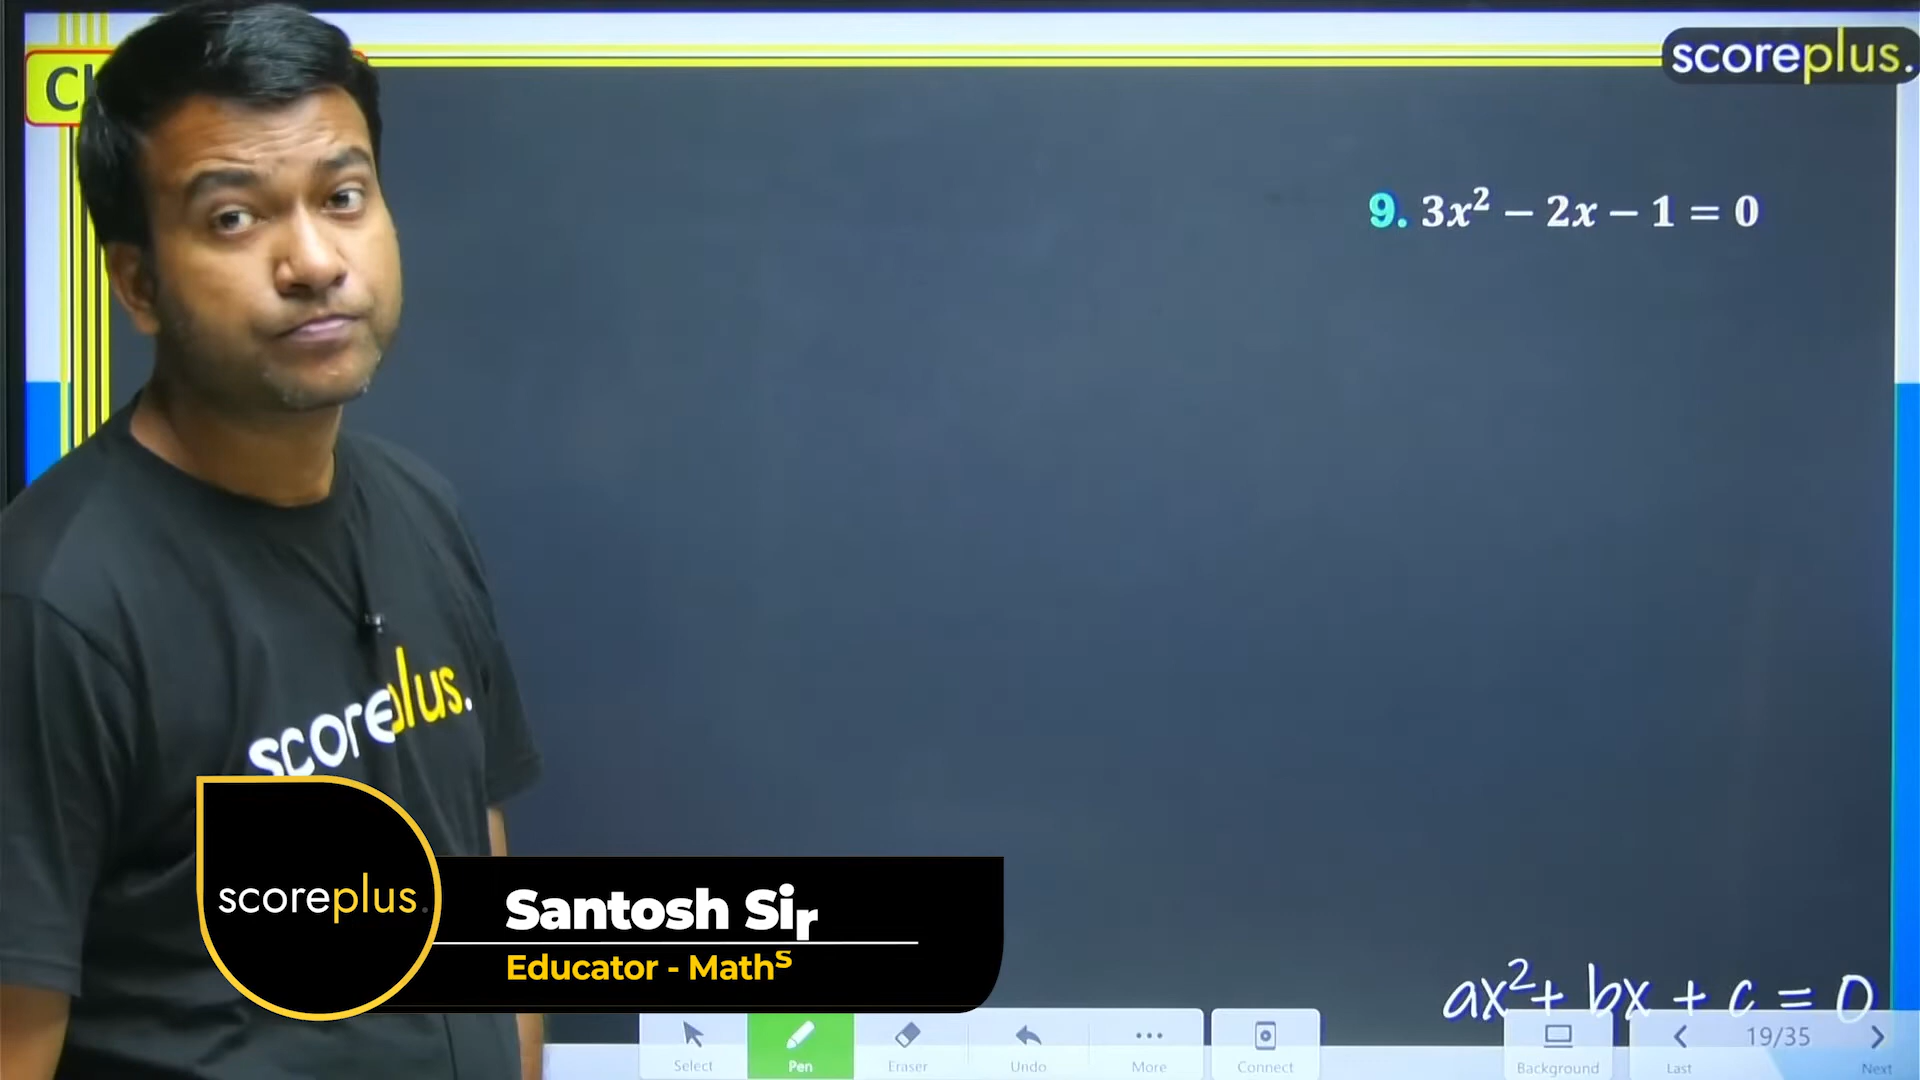 scoreplus.
9. 3x² – 2x – 1 = 0
scoreplus.
scoreplus.
Santosh Sir
Educator - Maths
ax² + bx + c = 0
Select
Pen
Eraser
Undo
More
Connect
Background
Last
19/35
Next